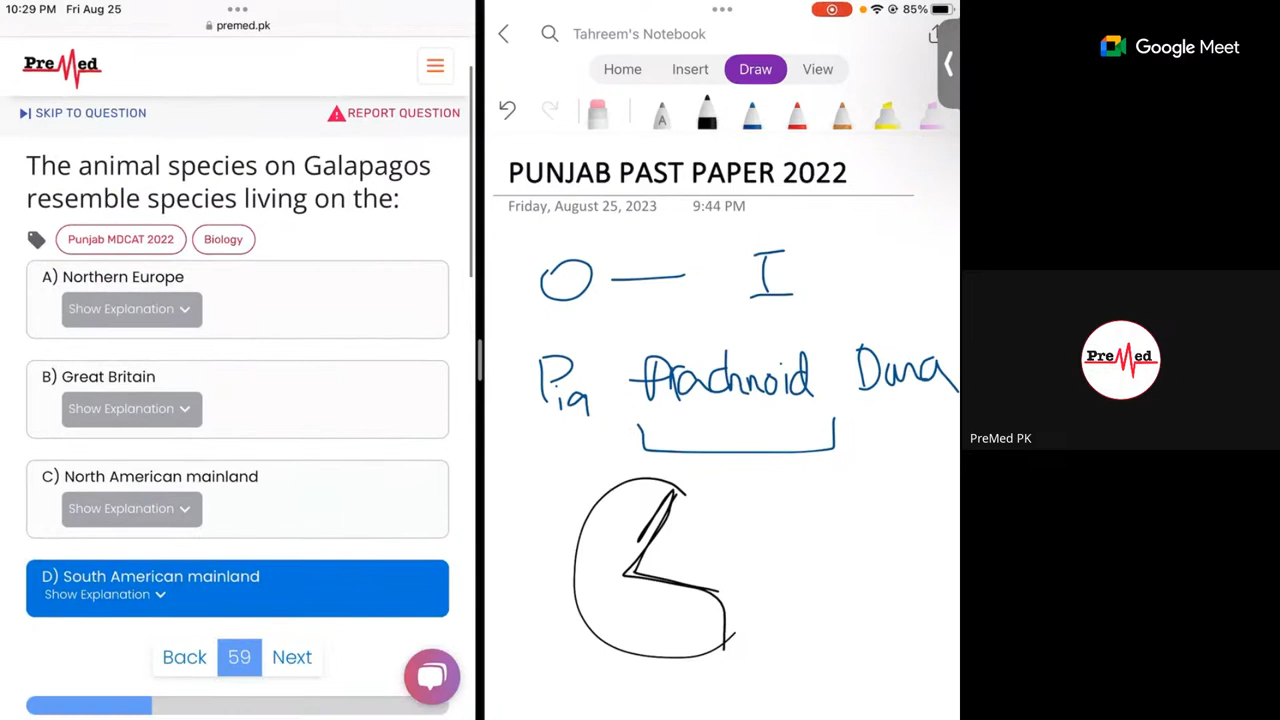 10:29 PM Fri Aug 25
premed.pk
PreMed
SKIP TO QUESTION
REPORT QUESTION
The animal species on Galapagos
resemble species living on the:
Punjab MDCAT 2022
Biology
A) Northern Europe
Show Explanation
B) Great Britain
Show Explanation
C) North American mainland
Show Explanation
D) South American mainland
Show Explanation
Back 59 Next
85%
Tahreem's Notebook
Home Insert Draw View
A
PUNJAB PAST PAPER 2022
Friday, August 25, 2023 9:44 PM
O — I
Pia Arachnoid Dura
Google Meet
PreMed
PreMed PK